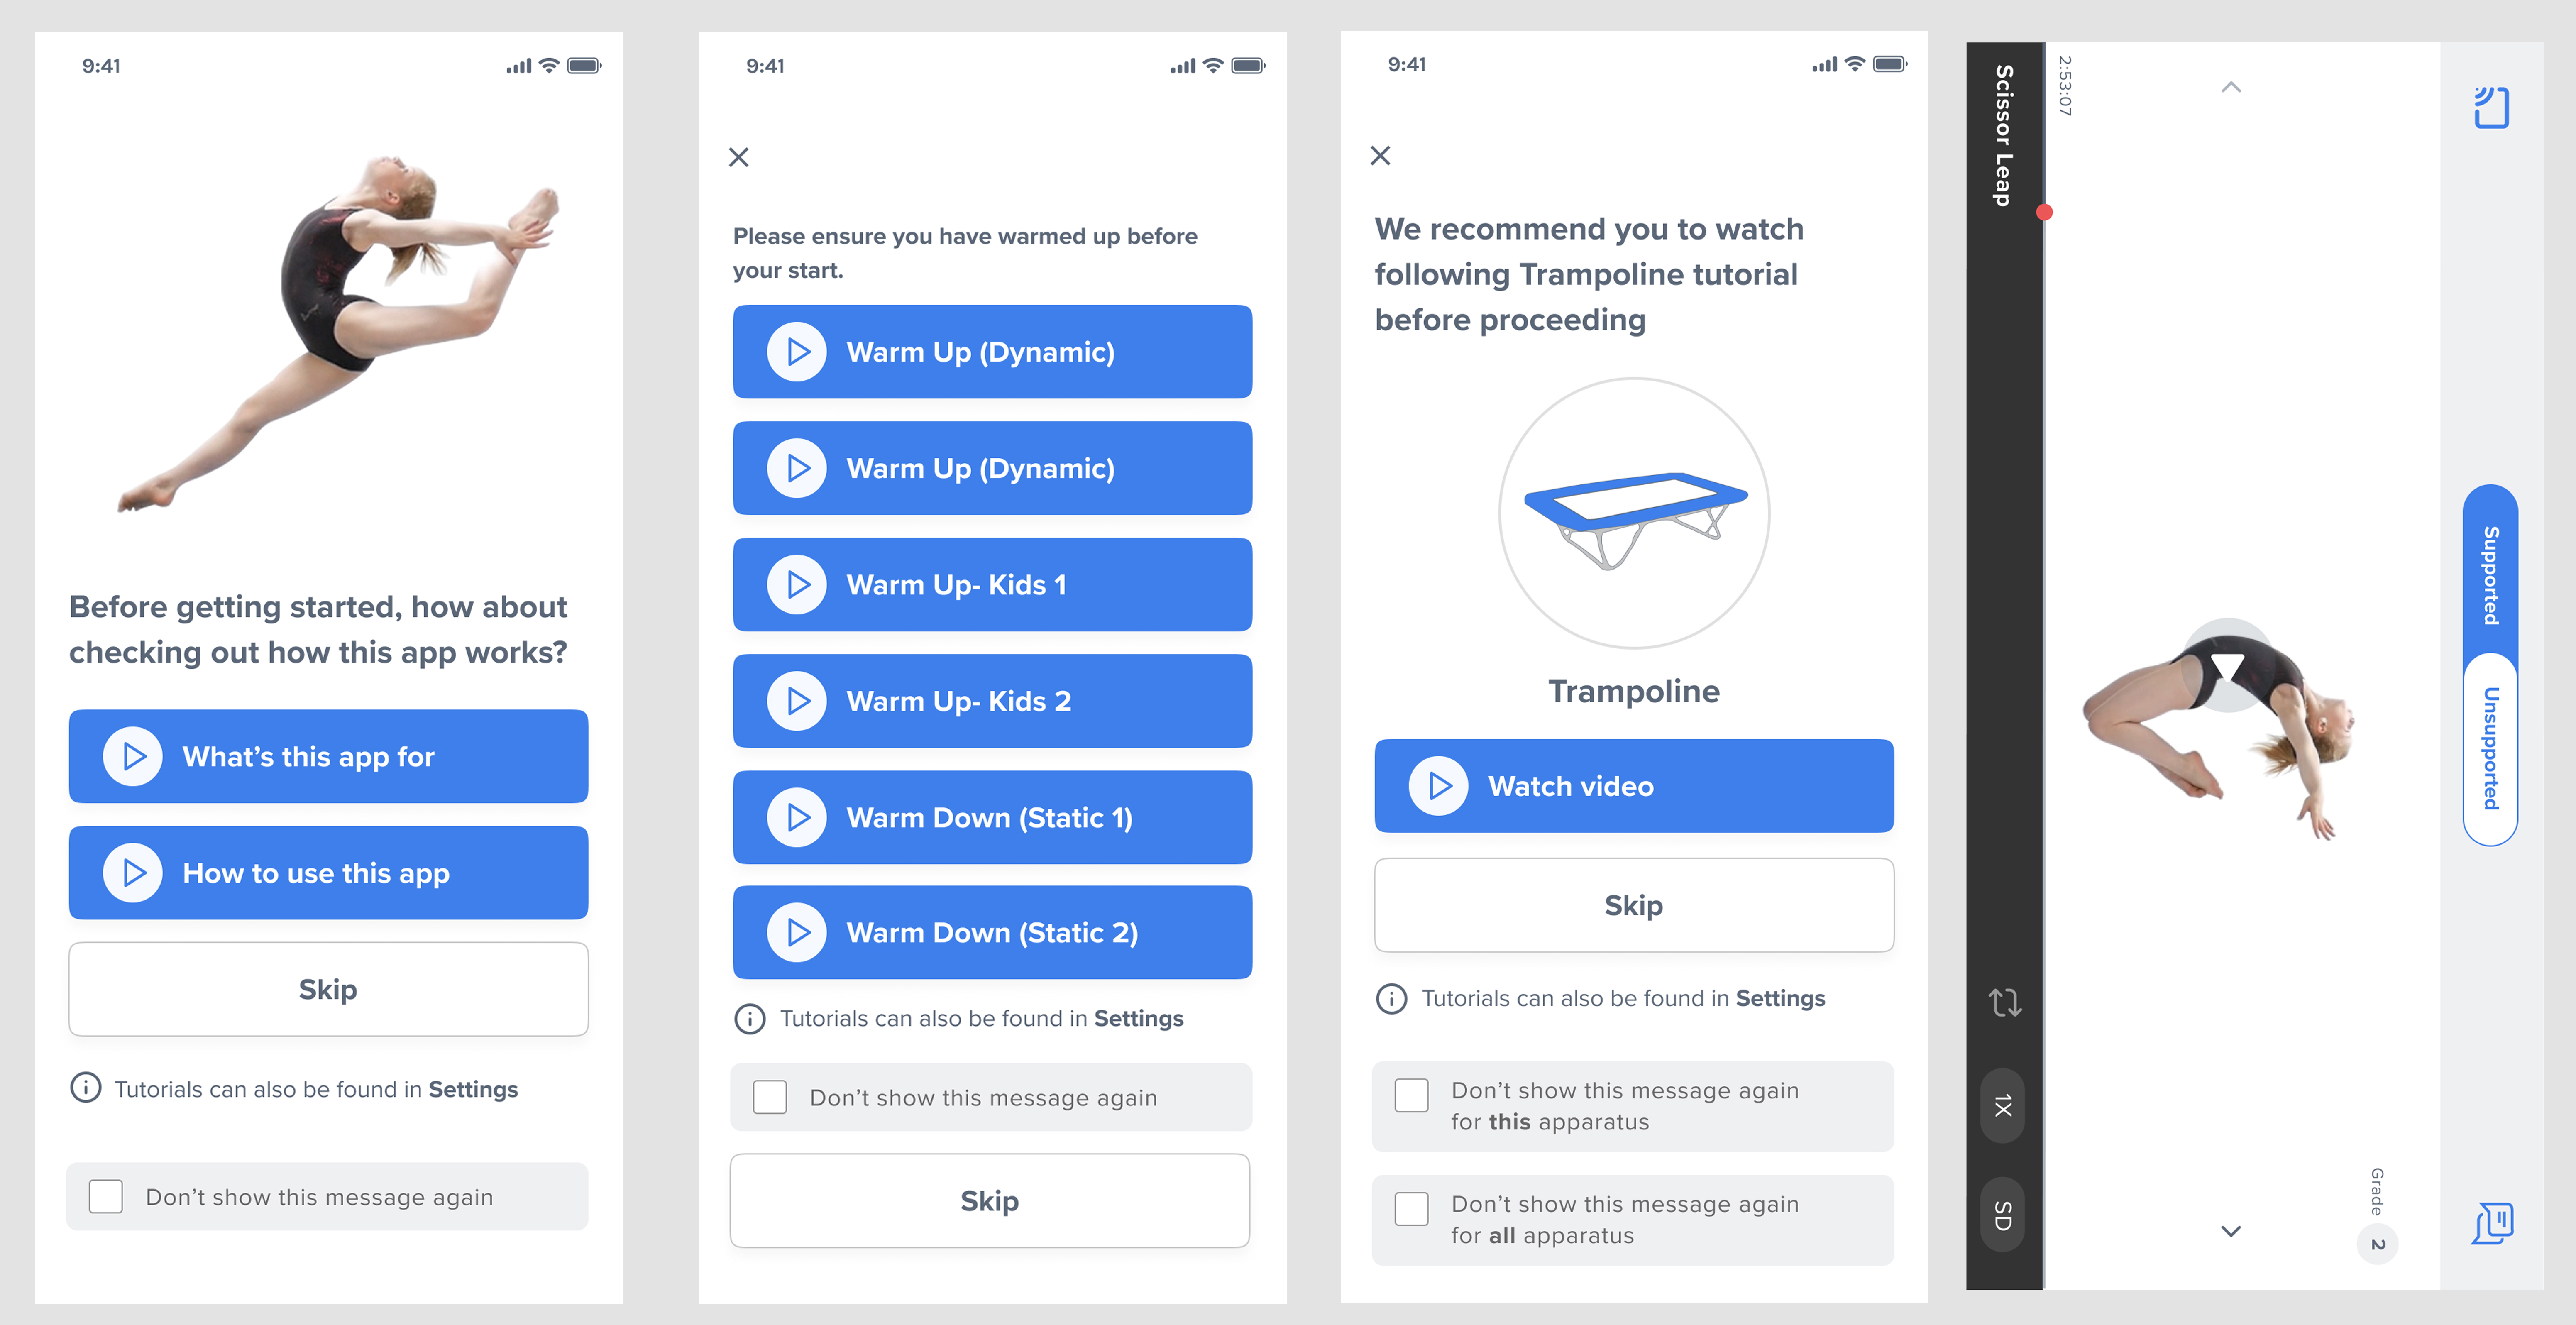 9:41
Before getting started, how about
checking out how this app works?
What’s this app for
How to use this app
Skip
Tutorials can also be found in Settings
Don’t show this message again
9:41
Please ensure you have warmed up before
your start.
Warm Up (Dynamic)
Warm Up (Dynamic)
Warm Up- Kids 1
Warm Up- Kids 2
Warm Down (Static 1)
Warm Down (Static 2)
Tutorials can also be found in Settings
Don’t show this message again
Skip
9:41
We recommend you to watch
following Trampoline tutorial
before proceeding
Trampoline
Watch video
Skip
Tutorials can also be found in Settings
Don’t show this message again
for this apparatus
Don’t show this message again
for all apparatus
Supported
Unsupported
Grade 2
2:53:07
Scissor Leap
1X
SD